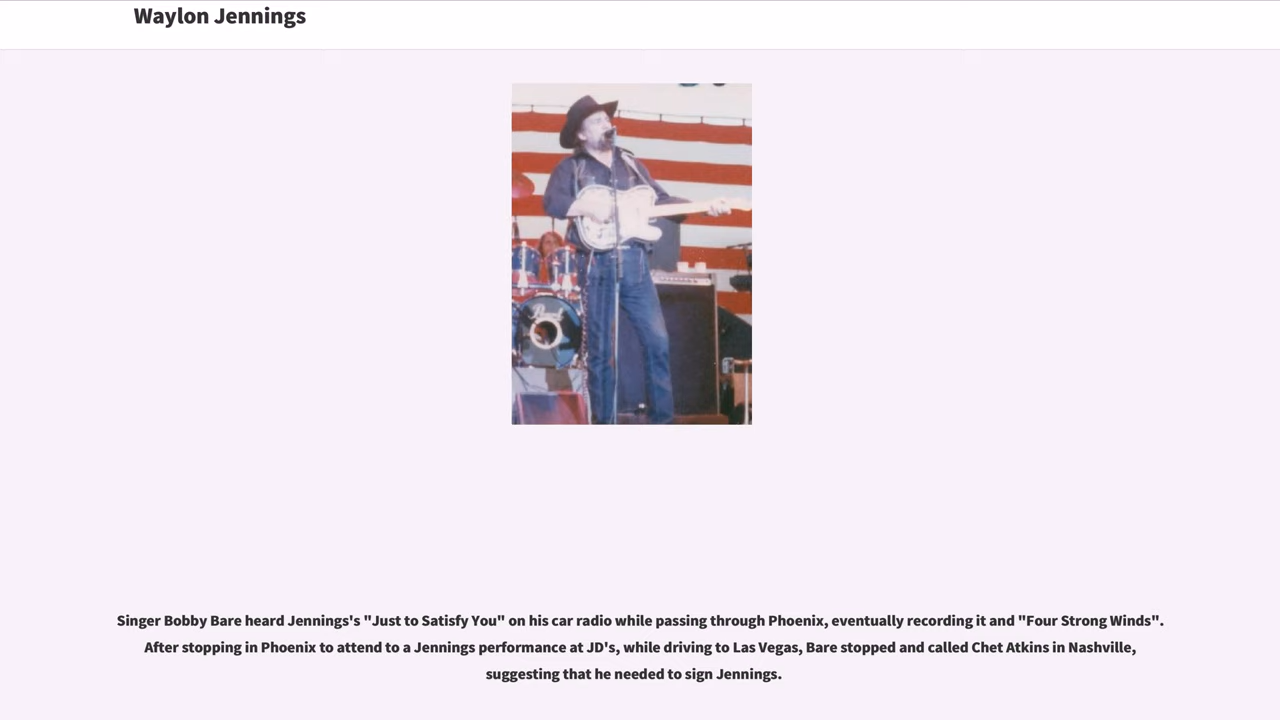 Waylon Jennings
Pearl
Singer Bobby Bare heard Jennings's "Just to Satisfy You" on his car radio while passing through Phoenix, eventually recording it and "Four Strong Winds".
After stopping in Phoenix to attend to a Jennings performance at JD's, while driving to Las Vegas, Bare stopped and called Chet Atkins in Nashville,
suggesting that he needed to sign Jennings.